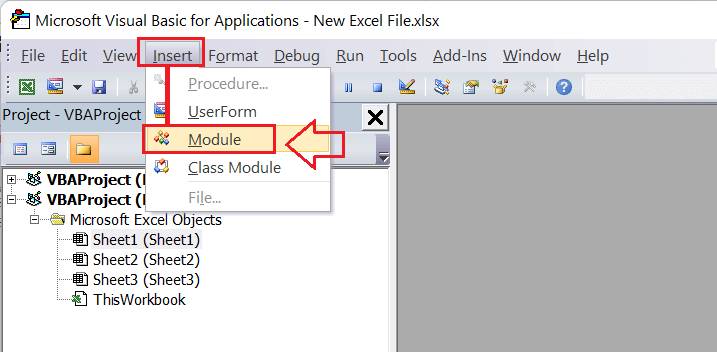 Microsoft Visual Basic for Applications - New Excel File.xlsx
File Edit View Insert Format Debug Run Tools Add-Ins Window Help
Procedure...
UserForm
Module
Class Module
File...
Project - VBAProject
VBAProject (
VBAProject (
Microsoft Excel Objects
Sheet1 (Sheet1)
Sheet2 (Sheet2)
Sheet3 (Sheet3)
ThisWorkbook